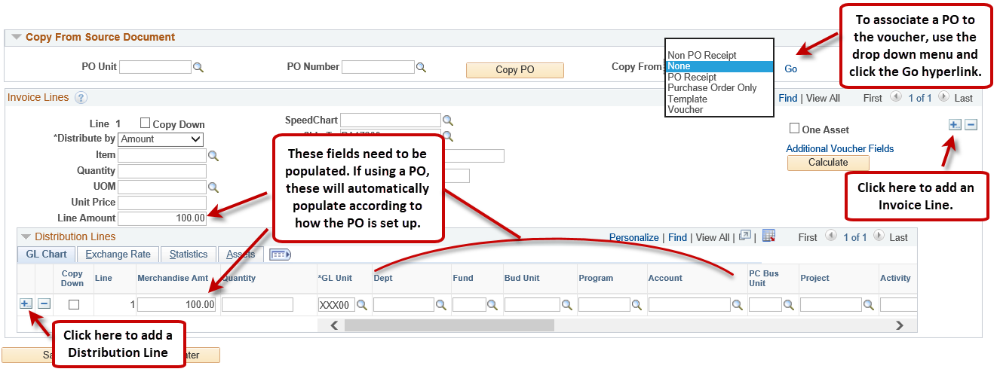 To associate a PO to
the voucher, use the
drop down menu and
click the Go hyperlink.
Copy From Source Document
PO Unit
PO Number
Copy PO
Copy From
Non PO Receipt
None
PO Receipt
Purchase Order Only
Template
Voucher
Go
Invoice Lines
Find | View All First 1 of 1 Last
Line 1 Copy Down
SpeedChart
One Asset
*Distribute by Amount
Item
Additional Voucher Fields
Quantity
Calculate
UOM
Unit Price
Line Amount 100.00
These fields need to be
populated. If using a PO,
these will automatically
populate according to
how the PO is set up.
Click here to add an
Invoice Line.
Distribution Lines
Personalize | Find | View All | | First 1 of 1 Last
GL Chart Exchange Rate Statistics Assets
Copy Down Line Merchandise Amt Quantity *GL Unit Dept Fund Bud Unit Program Account PC Bus Unit Project Activity
1 100.00 XXX00
Click here to add a
Distribution Line